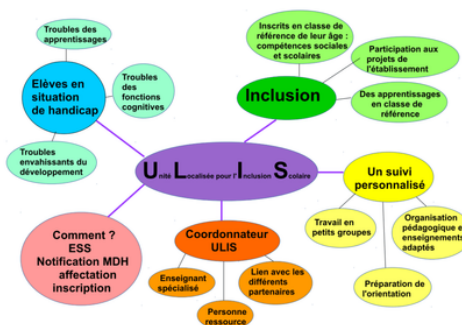 Troubles des
apprentissages
Elèves en
situation
de handicap
Troubles
des
fonctions
cognitives
Troubles
envahissants du
développement
Inscrits en classe de
référence de leur âge :
compétences sociales
et scolaires
Participation aux
projets de
l'établissement
Inclusion
Des apprentissages
en classe de
référence
Unité Localisée pour l'Inclusion Scolaire
Un suivi
personnalisé
Travail en
petits groupes
Organisation
pédagogique e
enseignements
adaptés
Préparation de
l'orientation
Comment ?
ESS
Notification MDH
affectation
inscription
Coordonnateur
ULIS
Enseignant
spécialisé
Personne
ressource
Lien avec les
différents
partenaires